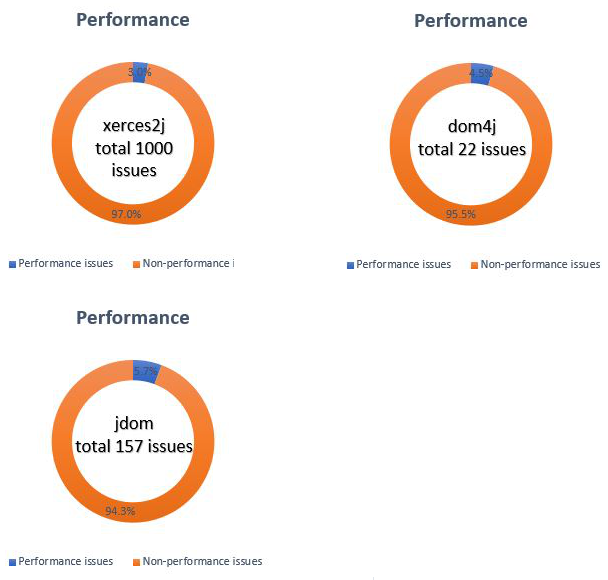 Performance
3.0%
xerces2j
total 1000
issues
97.0%
Performance issues
Non-performance i
Performance
4.5%
dom4j
total 22 issues
95.5%
Performance issues
Non-performance issues
Performance
5.7%
jdom
total 157 issues
94.3%
Performance issues
Non-performance issues